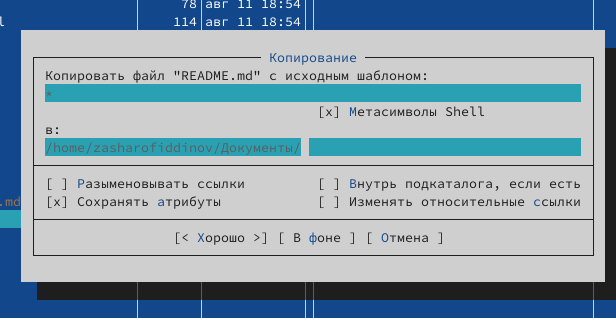 78 авг 11 18:54
l
114 авг 11 18:54
Копирование
Копировать файл "README.md" с исходным шаблоном:
*
[x] Метасимволы Shell
в:
/home/zasharofiddinov/Документы/
[ ] Разыменовывать ссылки [ ] Внутрь подкаталога, если есть
.md
[x] Сохранять атрибуты [ ] Изменять относительные ссылки
[< Хорошо >] [ В фоне ] [ Отмена ]